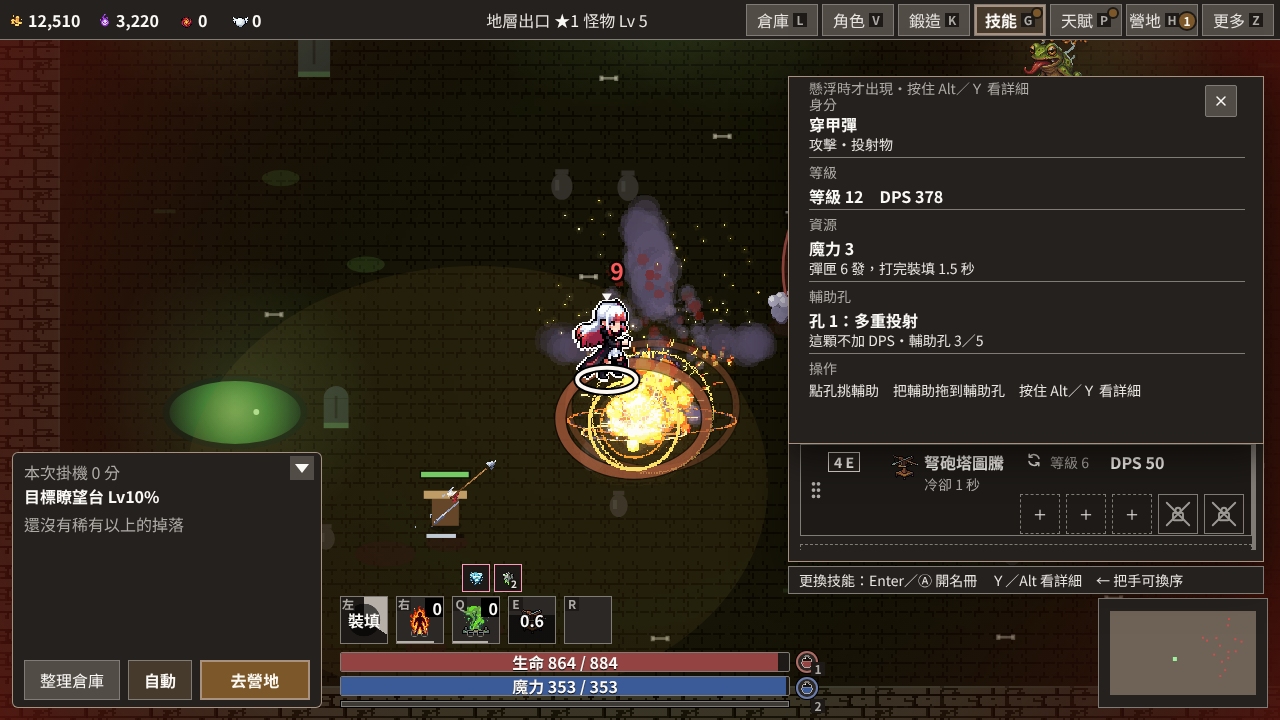 12,510 3,220 0 0
地層出口 ★1 怪物 Lv 5
倉庫 L 角色 V 鍛造 K 技能 G 天賦 P 營地 H 1 更多 Z
懸浮時才出現・按住 Alt／Ｙ 看詳細
×
身分
穿甲彈
攻擊・投射物
等級
等級 12 DPS 378
資源
魔力 3
彈匣 6 發，打完裝填 1.5 秒
輔助孔
孔 1：多重投射
這顆不加 DPS・輔助孔 3／5
操作
點孔挑輔助 把輔助拖到輔助孔 按住 Alt／Ｙ 看詳細
4 E 弩砲塔圖騰 等級 6 DPS 50
冷卻 1 秒
+ + +
更換技能：Enter／Ⓐ 開名冊 Ｙ／Alt 看詳細 ← 把手可換序
9
本次掛機 0 分
目標瞭望台 Lv10%
還沒有稀有以上的掉落
整理倉庫 自動 去營地
2
左 裝填 右 0 Q 0 E 0.6 R
生命 864 / 884 1
魔力 353 / 353 2